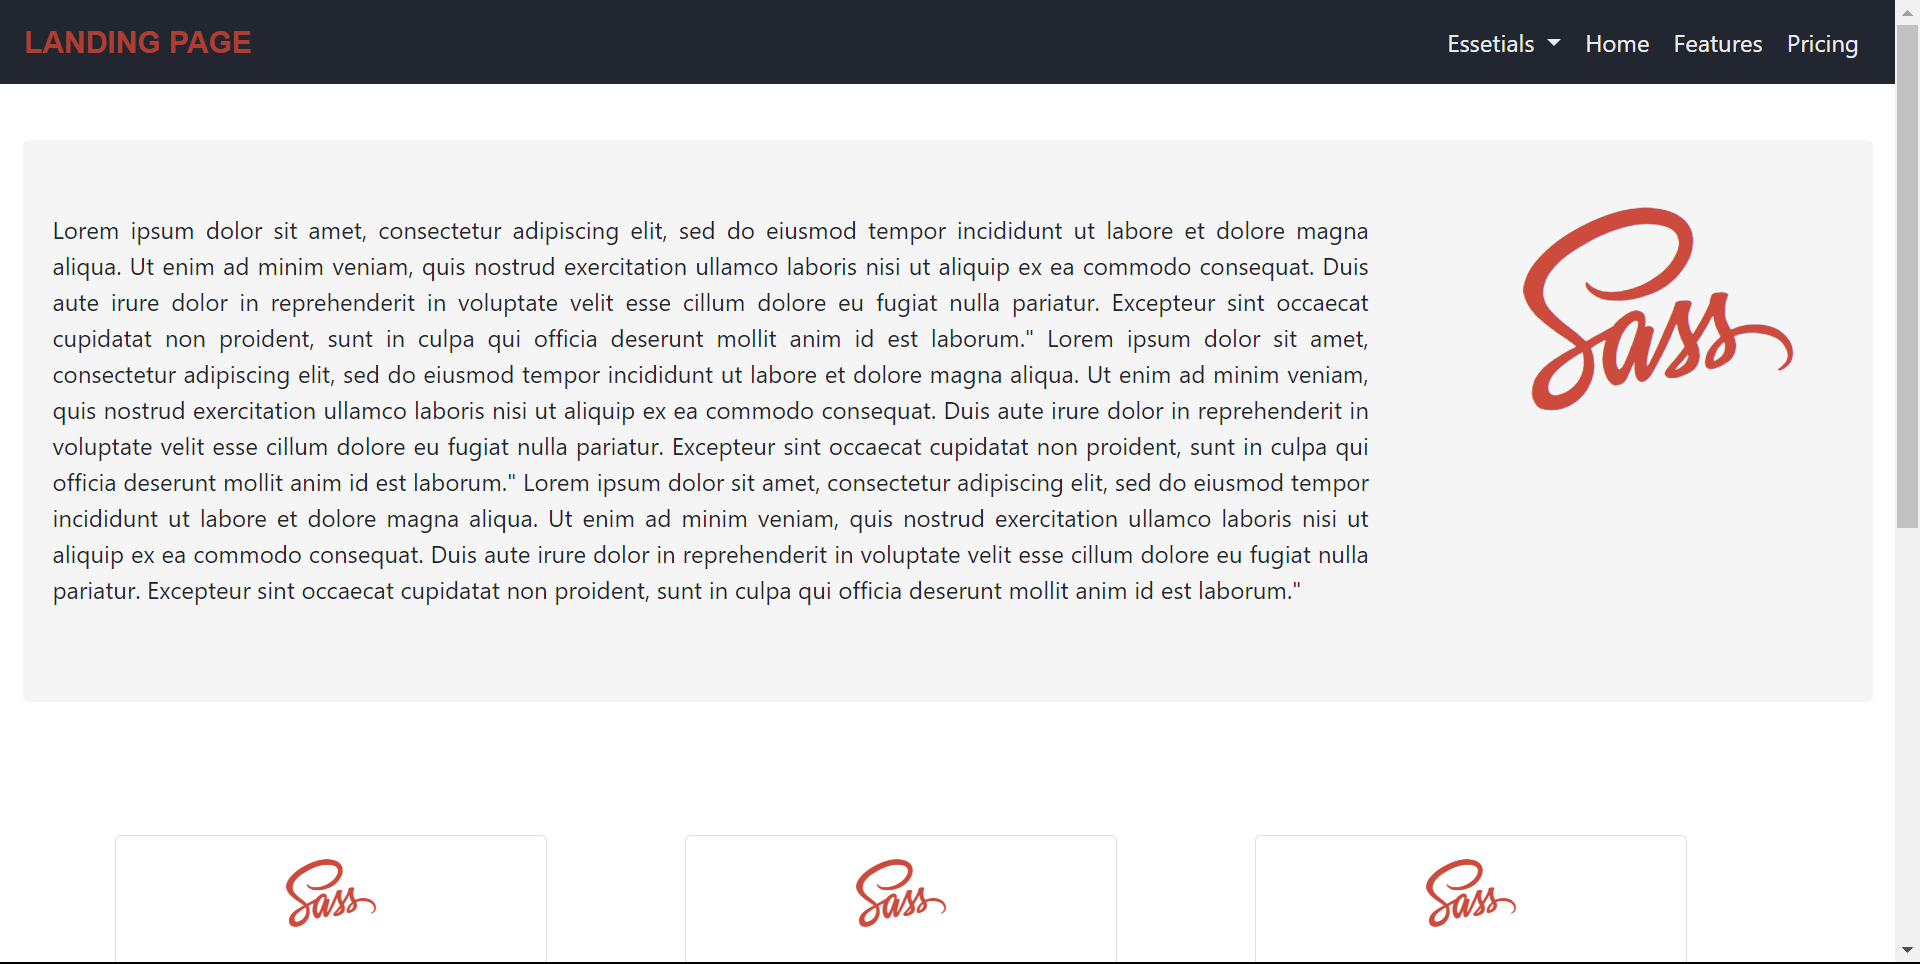 LANDING PAGE
Essetials Home Features Pricing
Lorem ipsum dolor sit amet, consectetur adipiscing elit, sed do eiusmod tempor incididunt ut labore et dolore magna
aliqua. Ut enim ad minim veniam, quis nostrud exercitation ullamco laboris nisi ut aliquip ex ea commodo consequat. Duis
aute irure dolor in reprehenderit in voluptate velit esse cillum dolore eu fugiat nulla pariatur. Excepteur sint occaecat
cupidatat non proident, sunt in culpa qui officia deserunt mollit anim id est laborum." Lorem ipsum dolor sit amet,
consectetur adipiscing elit, sed do eiusmod tempor incididunt ut labore et dolore magna aliqua. Ut enim ad minim veniam,
quis nostrud exercitation ullamco laboris nisi ut aliquip ex ea commodo consequat. Duis aute irure dolor in reprehenderit in
voluptate velit esse cillum dolore eu fugiat nulla pariatur. Excepteur sint occaecat cupidatat non proident, sunt in culpa qui
officia deserunt mollit anim id est laborum." Lorem ipsum dolor sit amet, consectetur adipiscing elit, sed do eiusmod tempor
incididunt ut labore et dolore magna aliqua. Ut enim ad minim veniam, quis nostrud exercitation ullamco laboris nisi ut
aliquip ex ea commodo consequat. Duis aute irure dolor in reprehenderit in voluptate velit esse cillum dolore eu fugiat nulla
pariatur. Excepteur sint occaecat cupidatat non proident, sunt in culpa qui officia deserunt mollit anim id est laborum."
Sass
Sass
Sass
Sass